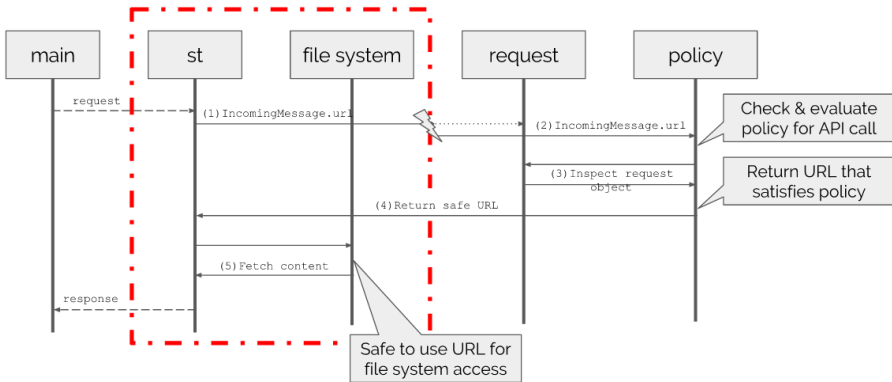 main
st
file system
request
policy
request
(1)IncomingMessage.url
(2)IncomingMessage.url
Check & evaluate
policy for API call
(3)Inspect request
object
Return URL that
satisfies policy
(4)Return safe URL
(5)Fetch content
response
Safe to use URL for
file system access